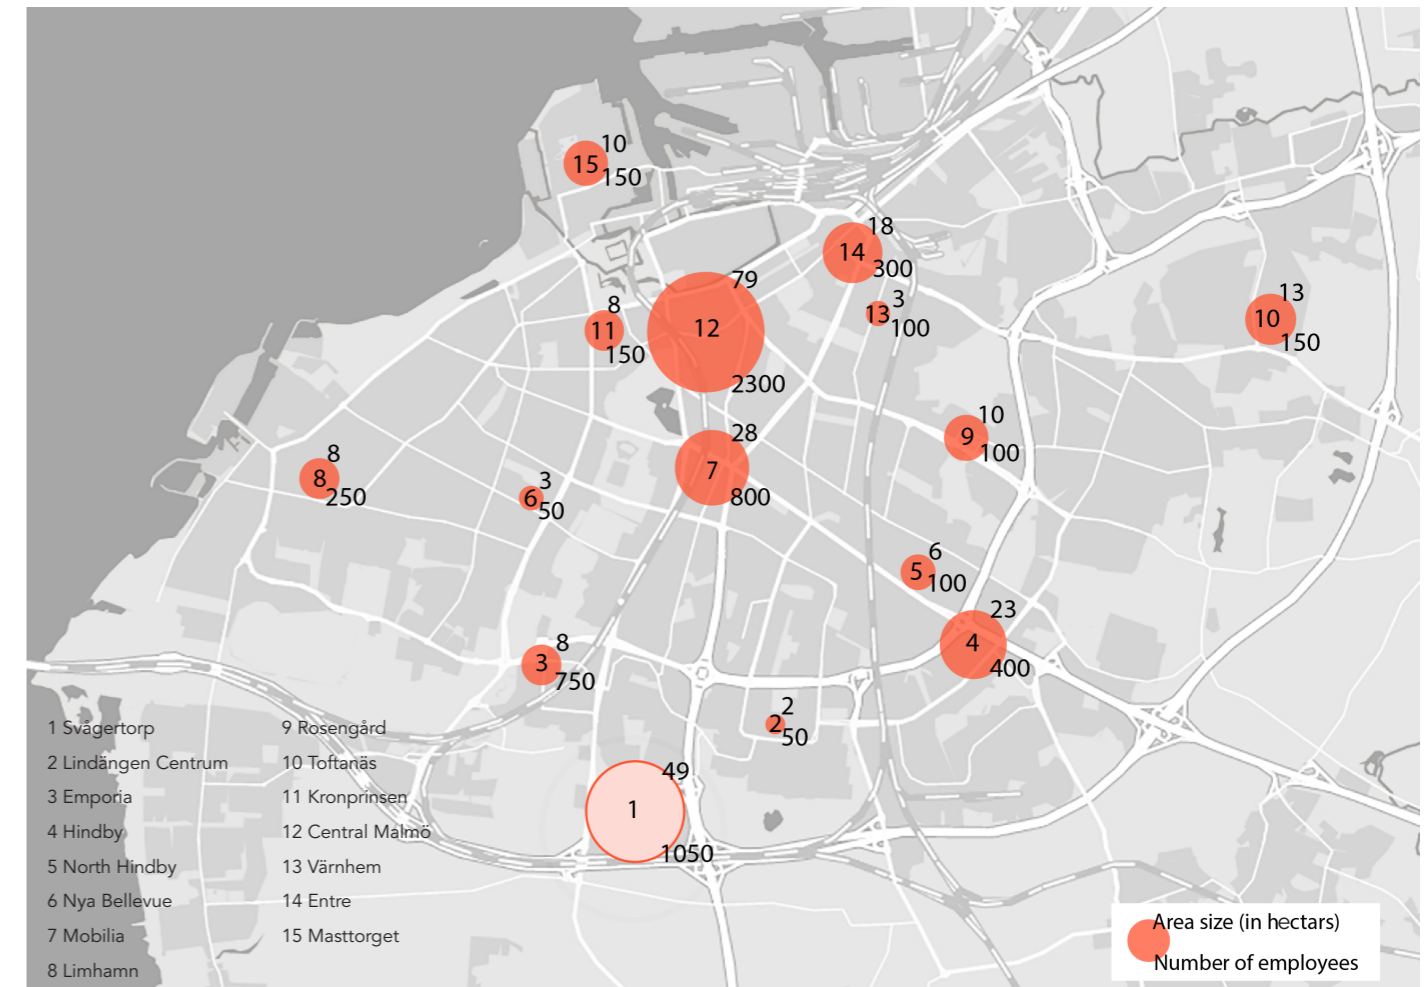 10
15
150
18
14
300
79
12
2300
8
11
150
3
13
100
13
10
150
28
7
800
10
9
100
8
8
250
3
6
50
6
5
100
23
4
400
8
3
750
2
2
50
49
1
1050
1 Svågertorp
2 Lindängen Centrum
3 Emporia
4 Hindby
5 North Hindby
6 Nya Bellevue
7 Mobilia
8 Limhamn
9 Rosengård
10 Toftanäs
11 Kronprinsen
12 Central Malmö
13 Värnhem
14 Entre
15 Masttorget
Area size (in hectars)
Number of employees